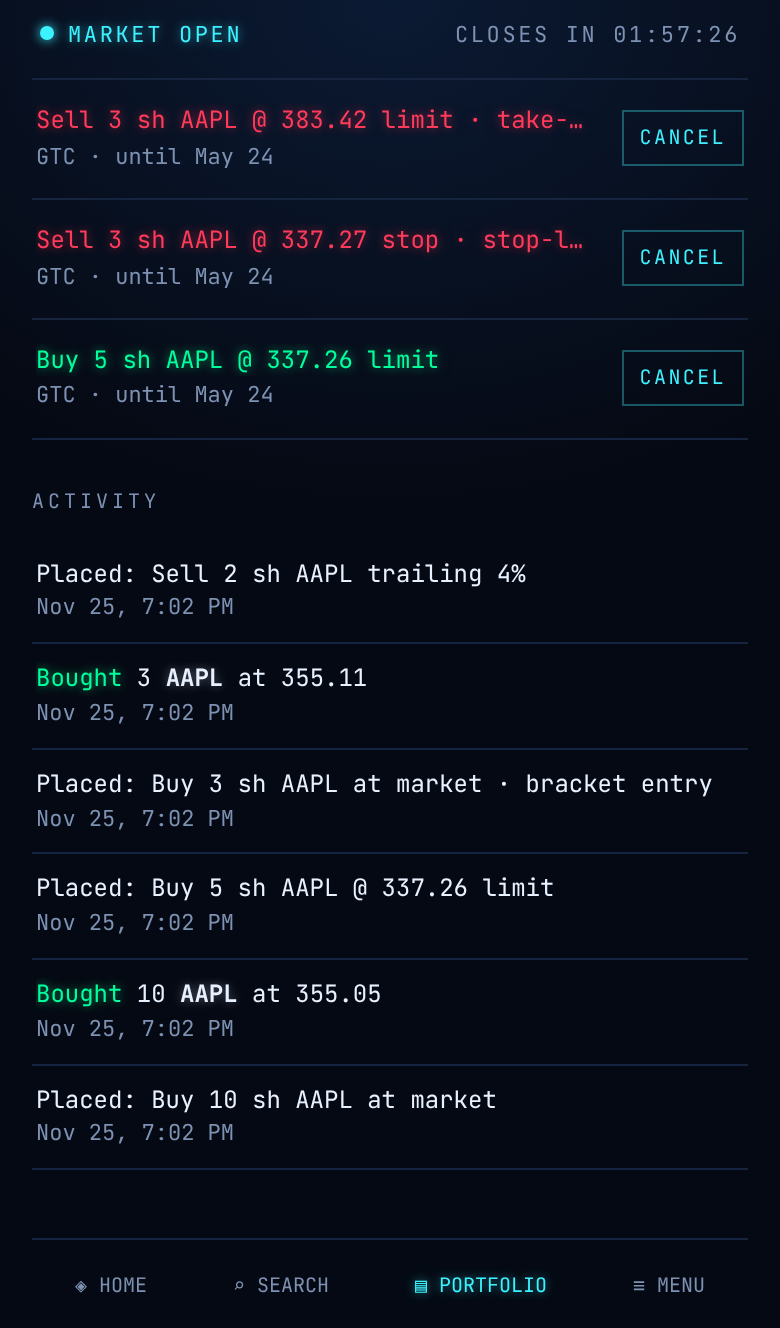 MARKET OPEN
CLOSES IN 01:57:26
Sell 3 sh AAPL @ 383.42 limit · take-…
GTC · until May 24
CANCEL
Sell 3 sh AAPL @ 337.27 stop · stop-l…
GTC · until May 24
CANCEL
Buy 5 sh AAPL @ 337.26 limit
GTC · until May 24
CANCEL
ACTIVITY
Placed: Sell 2 sh AAPL trailing 4%
Nov 25, 7:02 PM
Bought 3 AAPL at 355.11
Nov 25, 7:02 PM
Placed: Buy 3 sh AAPL at market · bracket entry
Nov 25, 7:02 PM
Placed: Buy 5 sh AAPL @ 337.26 limit
Nov 25, 7:02 PM
Bought 10 AAPL at 355.05
Nov 25, 7:02 PM
Placed: Buy 10 sh AAPL at market
Nov 25, 7:02 PM
HOME
SEARCH
PORTFOLIO
MENU